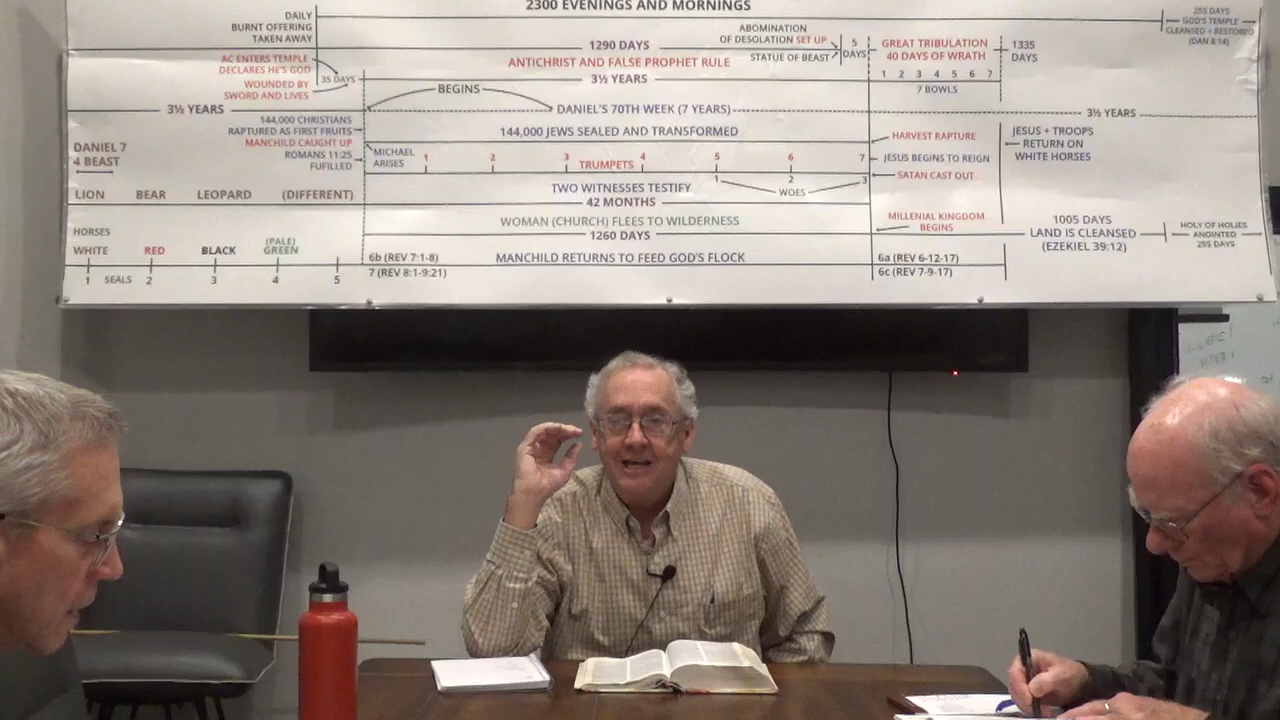 2300 EVENINGS AND MORNINGS
DAILY
BURNT OFFERING
TAKEN AWAY
255 DAYS
GOD'S TEMPLE
CLEANSED + RESTORED
(DAN 8:14)
1290 DAYS
ABOMINATION
OF DESOLATION SET UP
STATUE OF BEAST
5
DAYS
GREAT TRIBULATION
40 DAYS OF WRATH
1335
DAYS
AC ENTERS TEMPLE
DECLARES HE'S GOD
WOUNDED BY
SWORD AND LIVES
35 DAYS
ANTICHRIST AND FALSE PROPHET RULE
3½ YEARS
1 2 3 4 5 6 7
7 BOWLS
BEGINS
3½ YEARS
DANIEL'S 70TH WEEK (7 YEARS)
3½ YEARS
144,000 CHRISTIANS
RAPTURED AS FIRST FRUITS
MANCHILD CAUGHT UP
ROMANS 11:25
FUFILLED
144,000 JEWS SEALED AND TRANSFORMED
HARVEST RAPTURE
JESUS + TROOPS
RETURN ON
WHITE HORSES
DANIEL 7
4 BEAST
MICHAEL
ARISES
1 2 3 4 5 6 7
TRUMPETS
JESUS BEGINS TO REIGN
SATAN CAST OUT
1 2 3
WOES
LION BEAR LEOPARD (DIFFERENT)
TWO WITNESSES TESTIFY
42 MONTHS
WOMAN (CHURCH) FLEES TO WILDERNESS
1260 DAYS
MILLENIAL KINGDOM
BEGINS
1005 DAYS
LAND IS CLEANSED
(EZEKIEL 39:12)
HOLY OF HOLIES
ANOINTED
255 DAYS
HORSES
WHITE RED BLACK (PALE)
GREEN
1 SEALS 2 3 4 5
6b (REV 7:1-8)
7 (REV 8:1-9:21)
MANCHILD RETURNS TO FEED GOD'S FLOCK
6a (REV 6-12-17)
6c (REV 7-9-17)